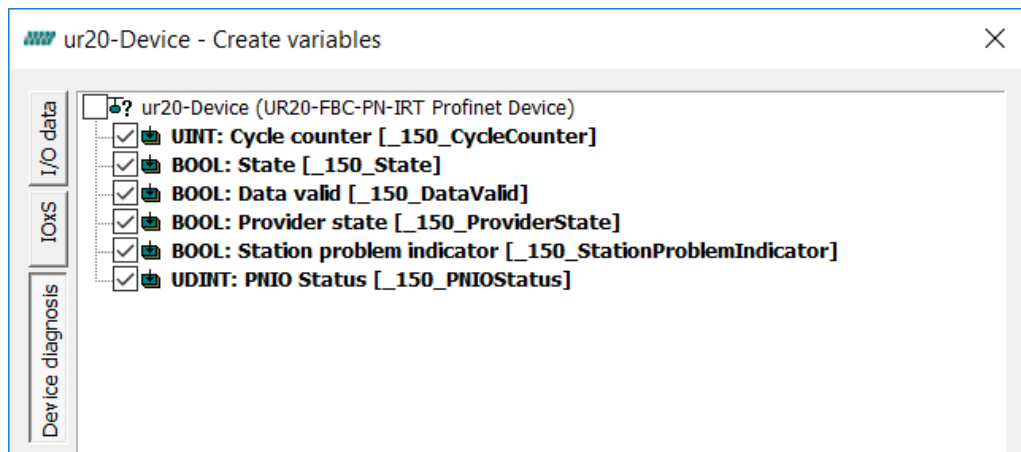 ur20-Device - Create variables
I/O data
IOxS
Device diagnosis
ur20-Device (UR20-FBC-PN-IRT Profinet Device)
UINT: Cycle counter [_150_CycleCounter]
BOOL: State [_150_State]
BOOL: Data valid [_150_DataValid]
BOOL: Provider state [_150_ProviderState]
BOOL: Station problem indicator [_150_StationProblemIndicator]
UDINT: PNIO Status [_150_PNIOStatus]